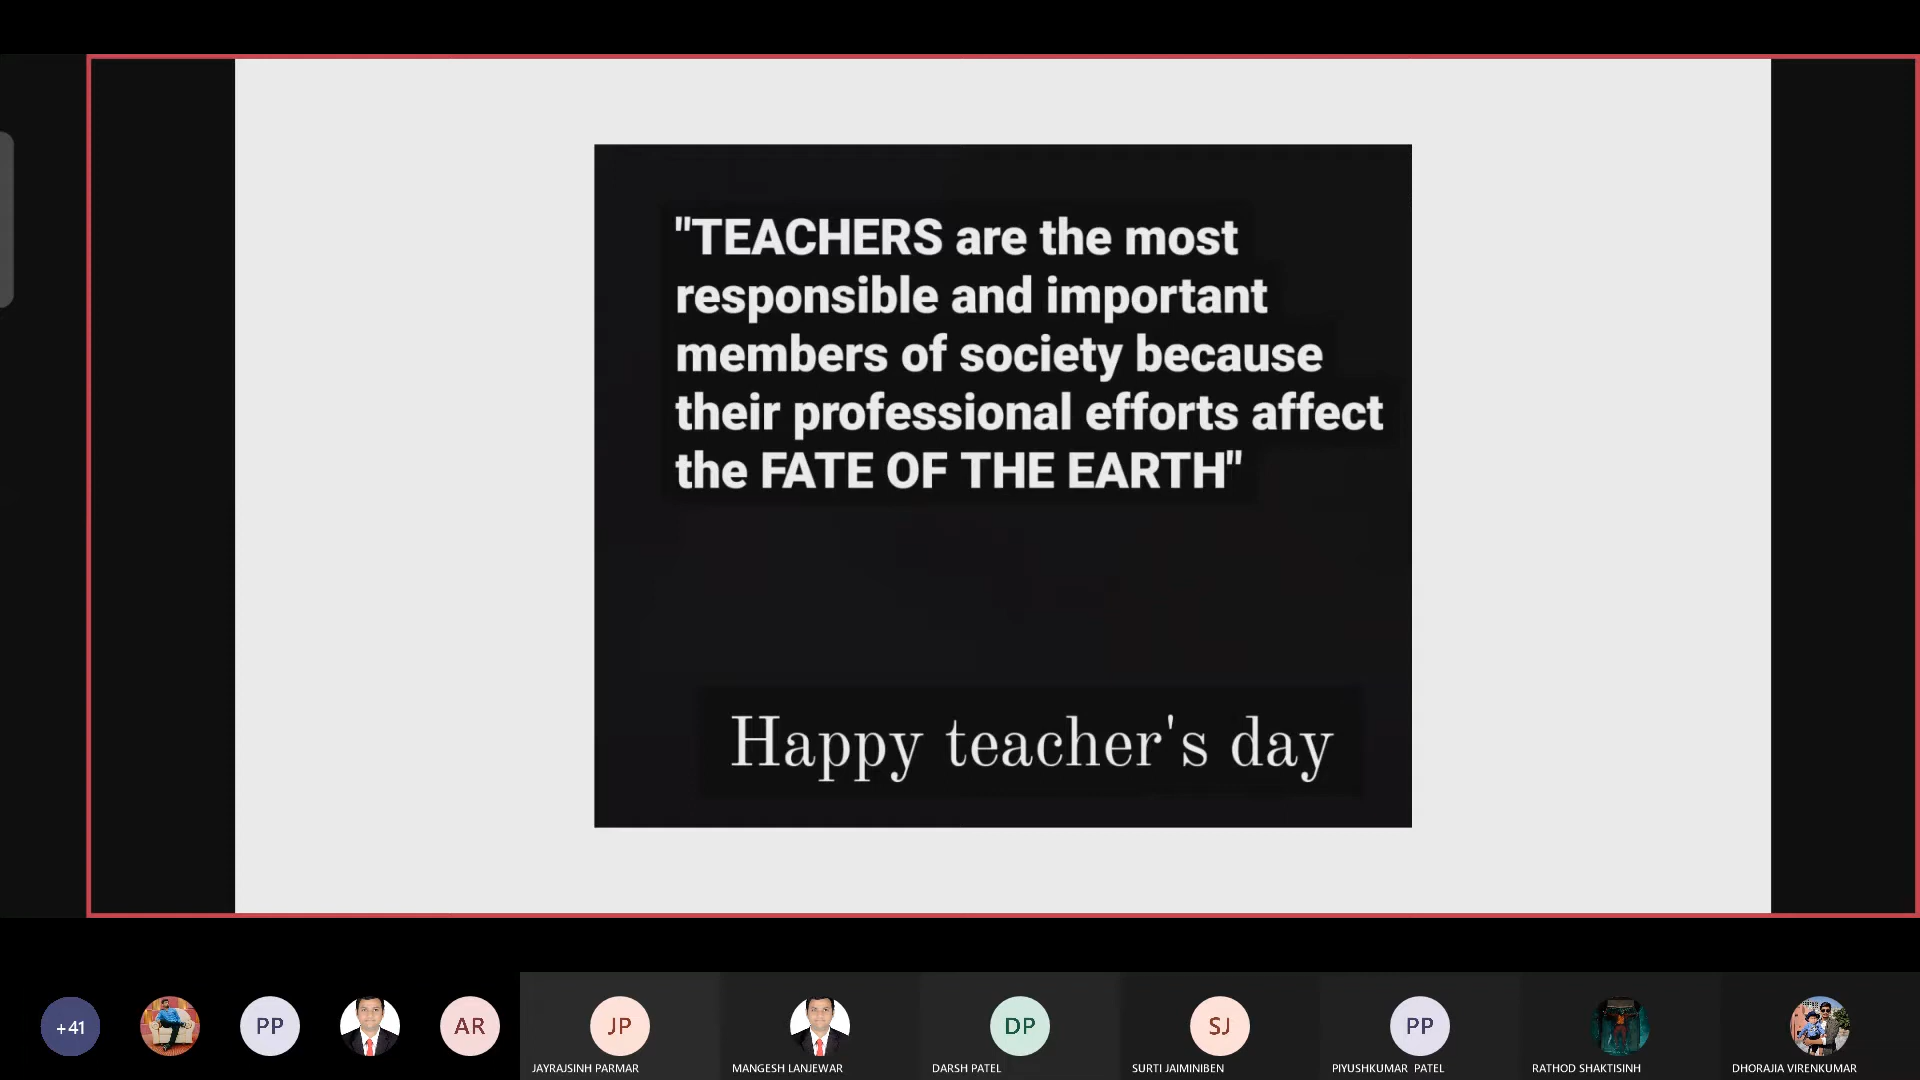 "TEACHERS are the most
responsible and important
members of society because
their professional efforts affect
the FATE OF THE EARTH"
Happy teacher's day
+41
PP
AR
JP
DP
SJ
PP
JAYRAJSINH PARMAR
MANGESH LANJEWAR
DARSH PATEL
SURTI JAIMINIBEN
PIYUSHKUMAR PATEL
RATHOD SHAKTISINH
DHORAJIA VIRENKUMAR